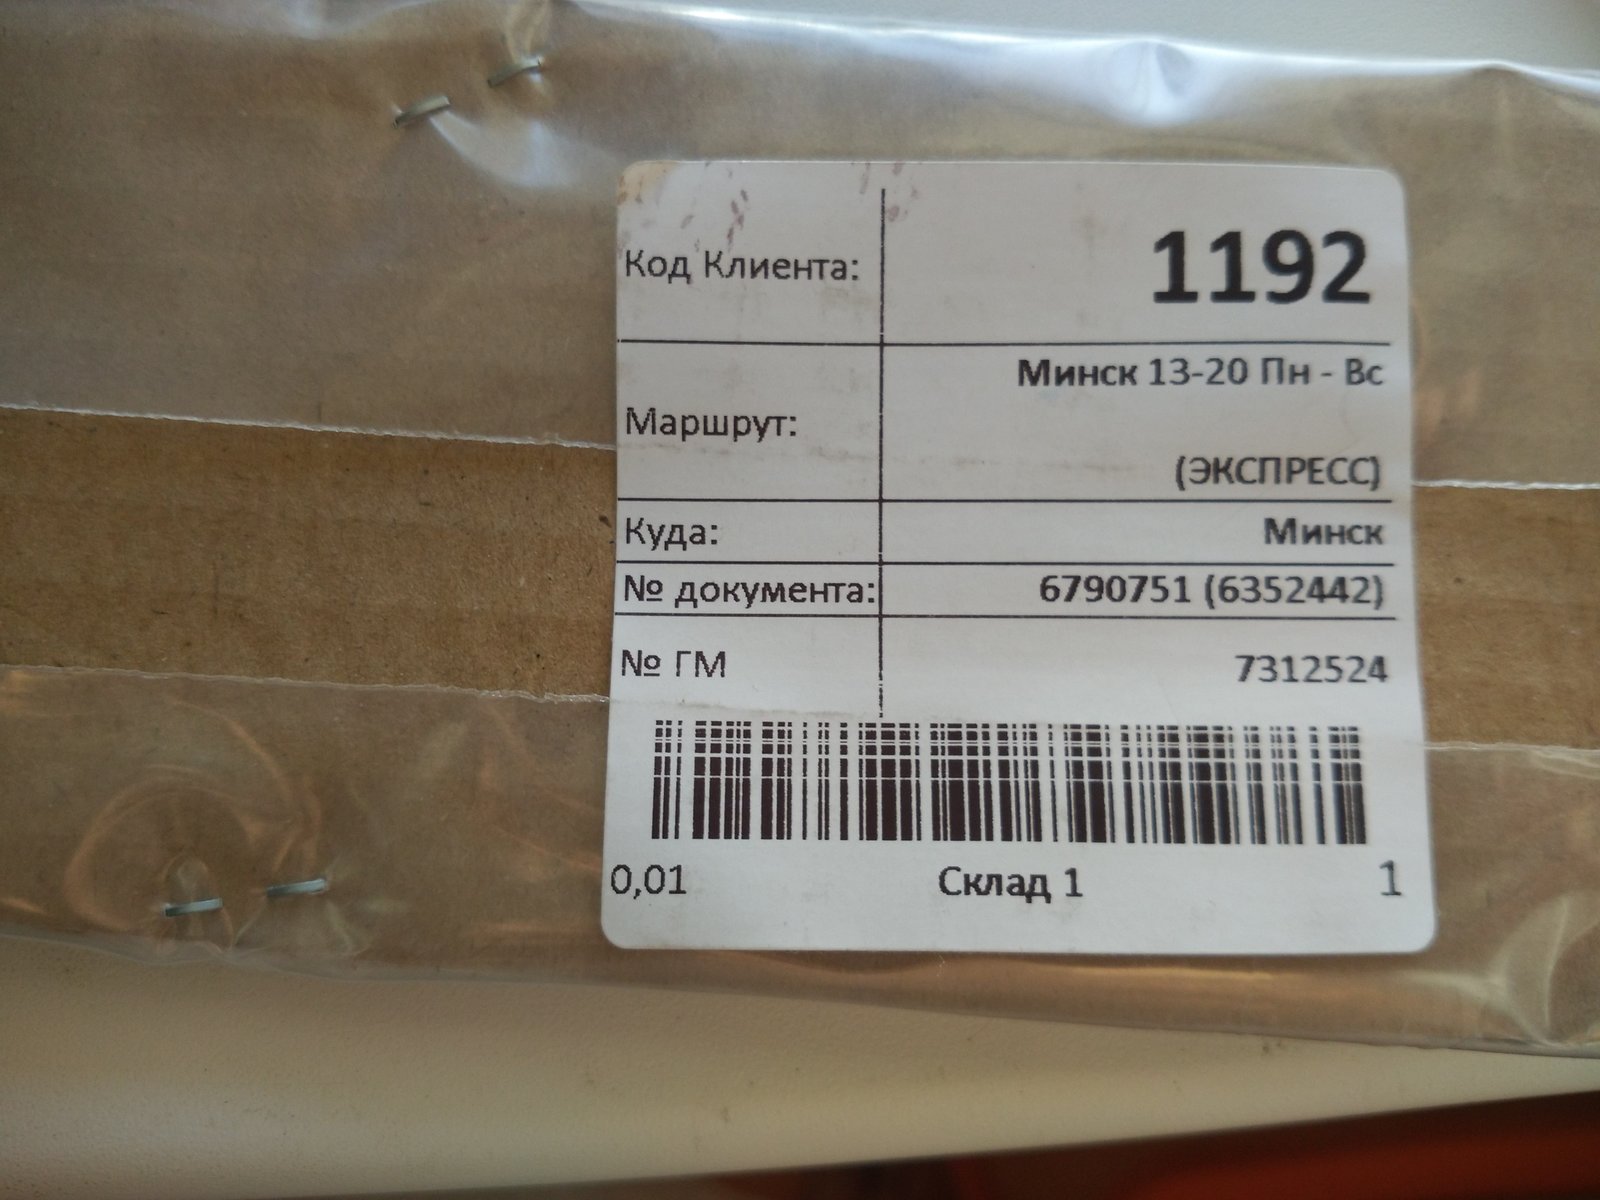 Код Клиента: 1192
Минск 13-20 Пн - Вс
Маршрут:
(ЭКСПРЕСС)
Куда: Минск
№ документа: 6790751 (6352442)
№ ГМ 7312524
0,01 Склад 1 1